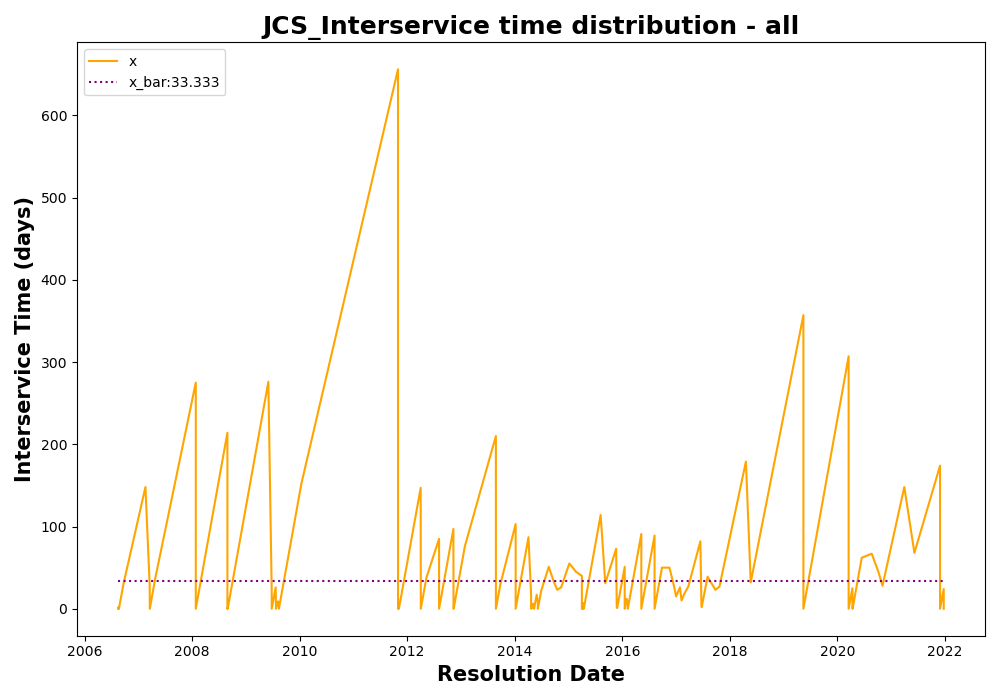 JCS_Interservice time distribution - all
x
x_bar:33.333
Interservice Time (days)
600
500
400
300
200
100
0
2006 2008 2010 2012 2014 2016 2018 2020 2022
Resolution Date